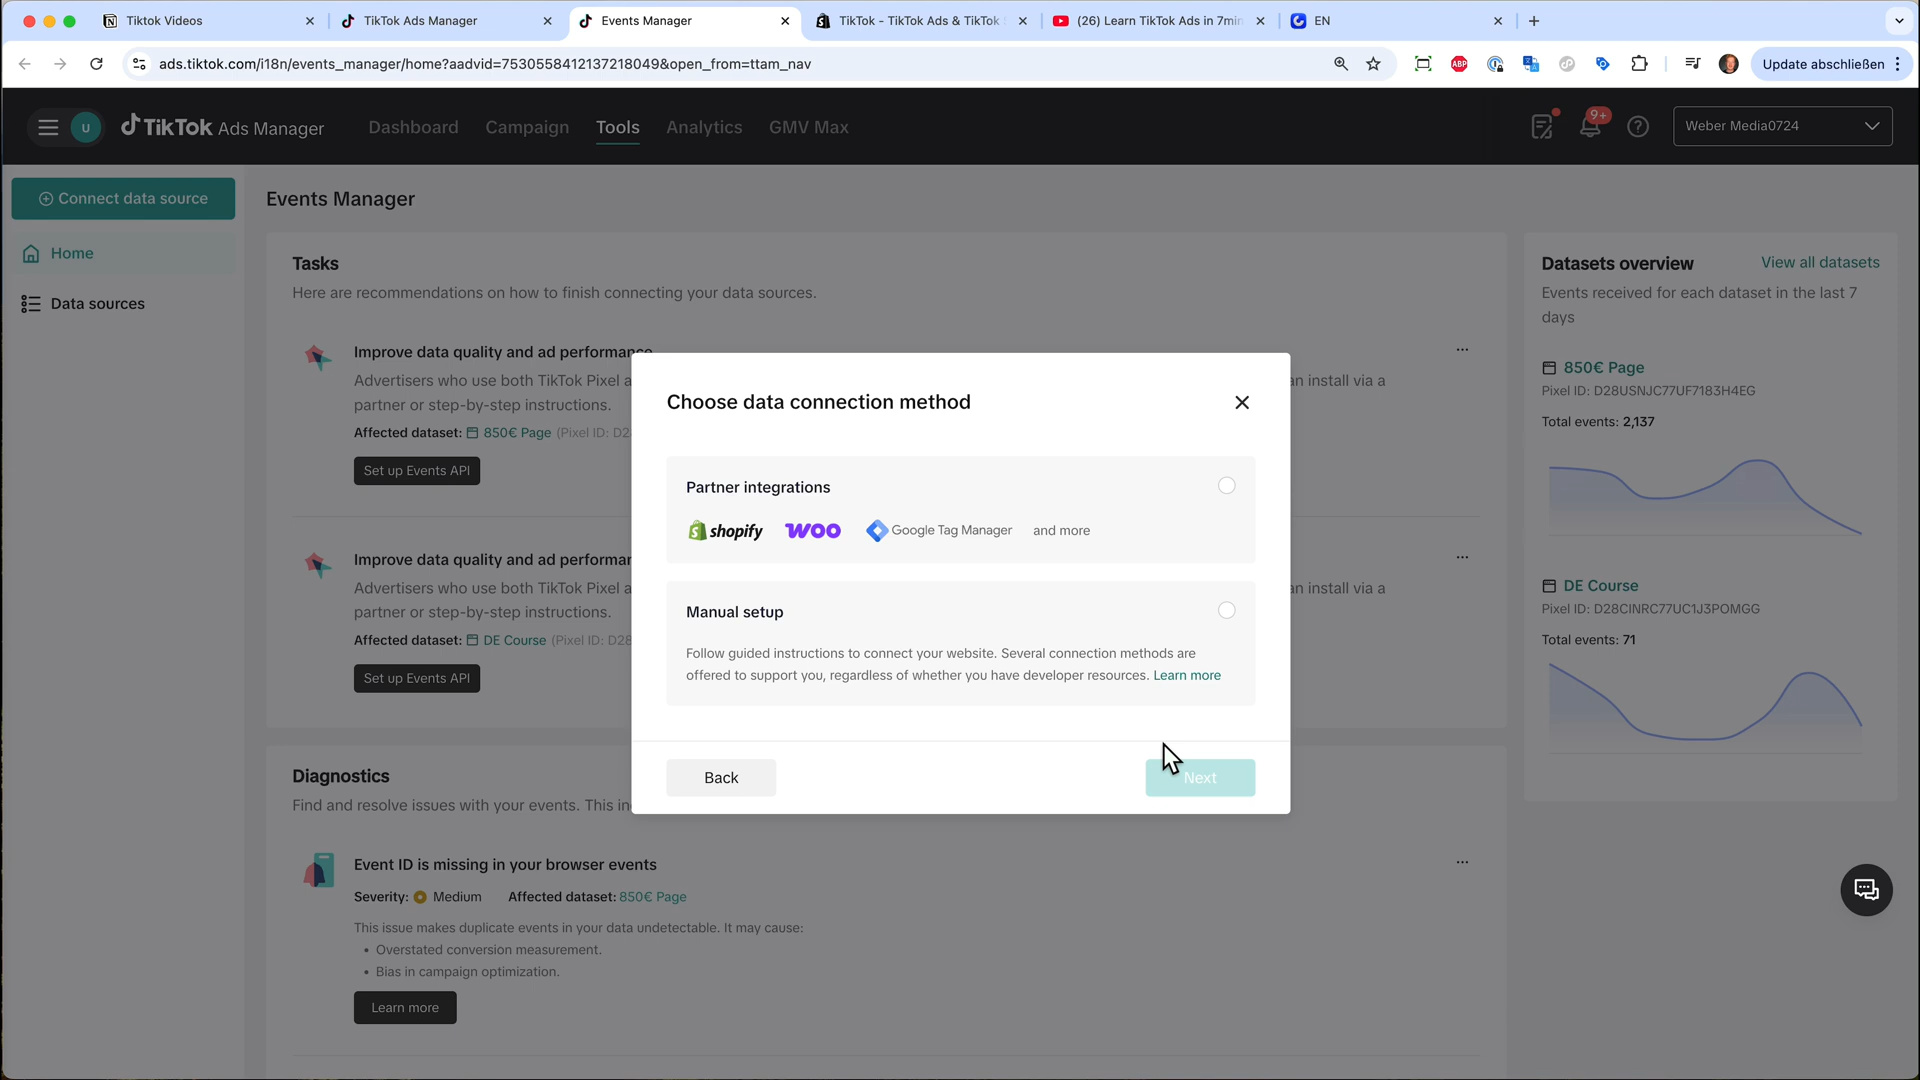 Tiktok Videos
TikTok Ads Manager
Events Manager
TikTok - TikTok Ads & TikTok
(26) Learn TikTok Ads in 7min
EN
ads.tiktok.com/i18n/events_manager/home?aadvid=7530558412137218049&open_from=ttam_nav
ABP
Update abschließen
U
TikTok Ads Manager
Dashboard
Campaign
Tools
Analytics
GMV Max
9+
Weber Media0724
Connect data source
Home
Data sources
Events Manager
Tasks
Here are recommendations on how to finish connecting your data sources.
Improve data quality and ad performance
Advertisers who use both TikTok Pixel a
an install via a
partner or step-by-step instructions.
Affected dataset: 850€ Page (Pixel ID: D2
Set up Events API
Improve data quality and ad performan
Advertisers who use both TikTok Pixel a
an install via a
partner or step-by-step instructions.
Affected dataset: DE Course (Pixel ID: D28
Set up Events API
Diagnostics
Find and resolve issues with your events. This in
Event ID is missing in your browser events
Severity: Medium Affected dataset: 850€ Page
This issue makes duplicate events in your data undetectable. It may cause:
• Overstated conversion measurement.
• Bias in campaign optimization.
Learn more
Choose data connection method
Partner integrations
shopify
WOO
Google Tag Manager
and more
Manual setup
Follow guided instructions to connect your website. Several connection methods are
offered to support you, regardless of whether you have developer resources. Learn more
Back
Next
Datasets overview
View all datasets
Events received for each dataset in the last 7
days
850€ Page
Pixel ID: D28USNJC77UF7183H4EG
Total events: 2,137
DE Course
Pixel ID: D28CINRC77UC1J3POMGG
Total events: 71